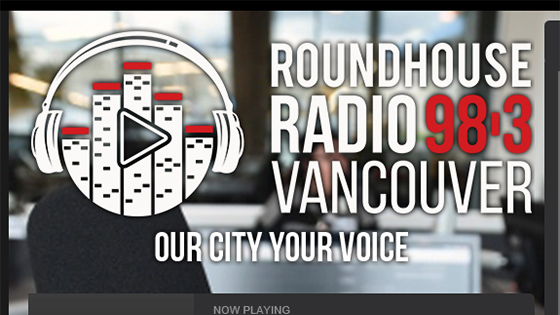 ROUNDHOUSE
RADIO 98.3
VANCOUVER
OUR CITY YOUR VOICE
NOW PLAYING